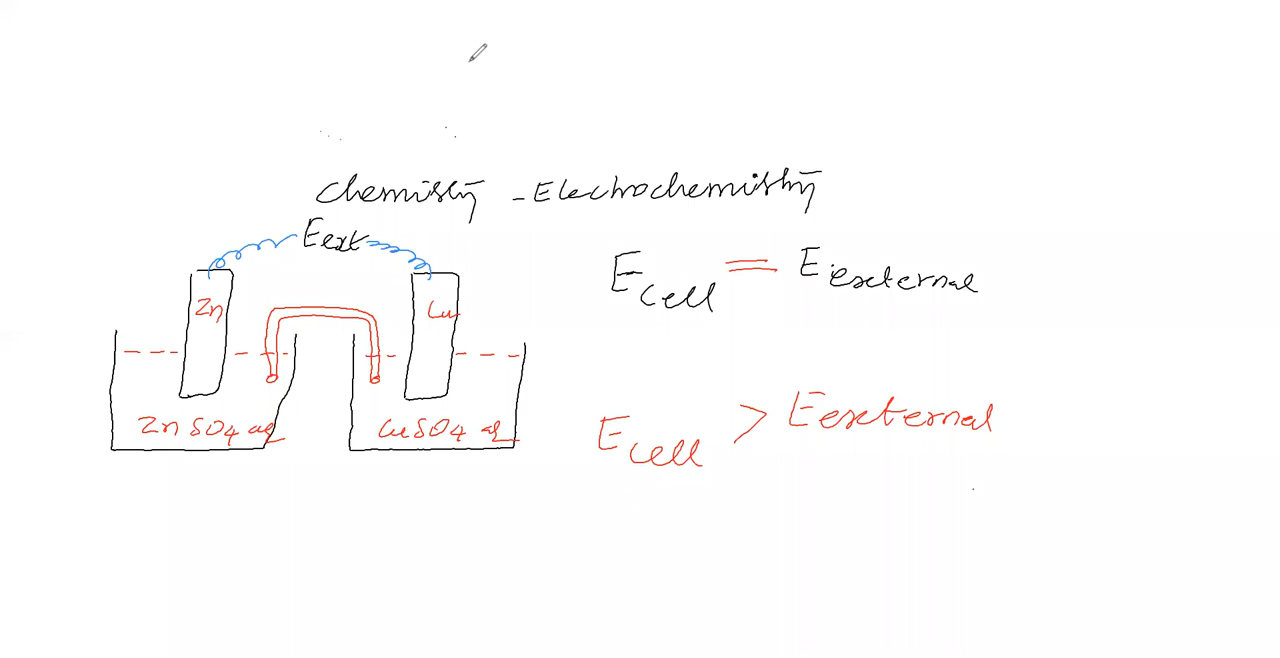 Chemistry - Electrochemistry
Eext
Ecell = Eexternal
Zn
Cu
Ecell > Eexternal
ZnSO4 aq
CuSO4 aq